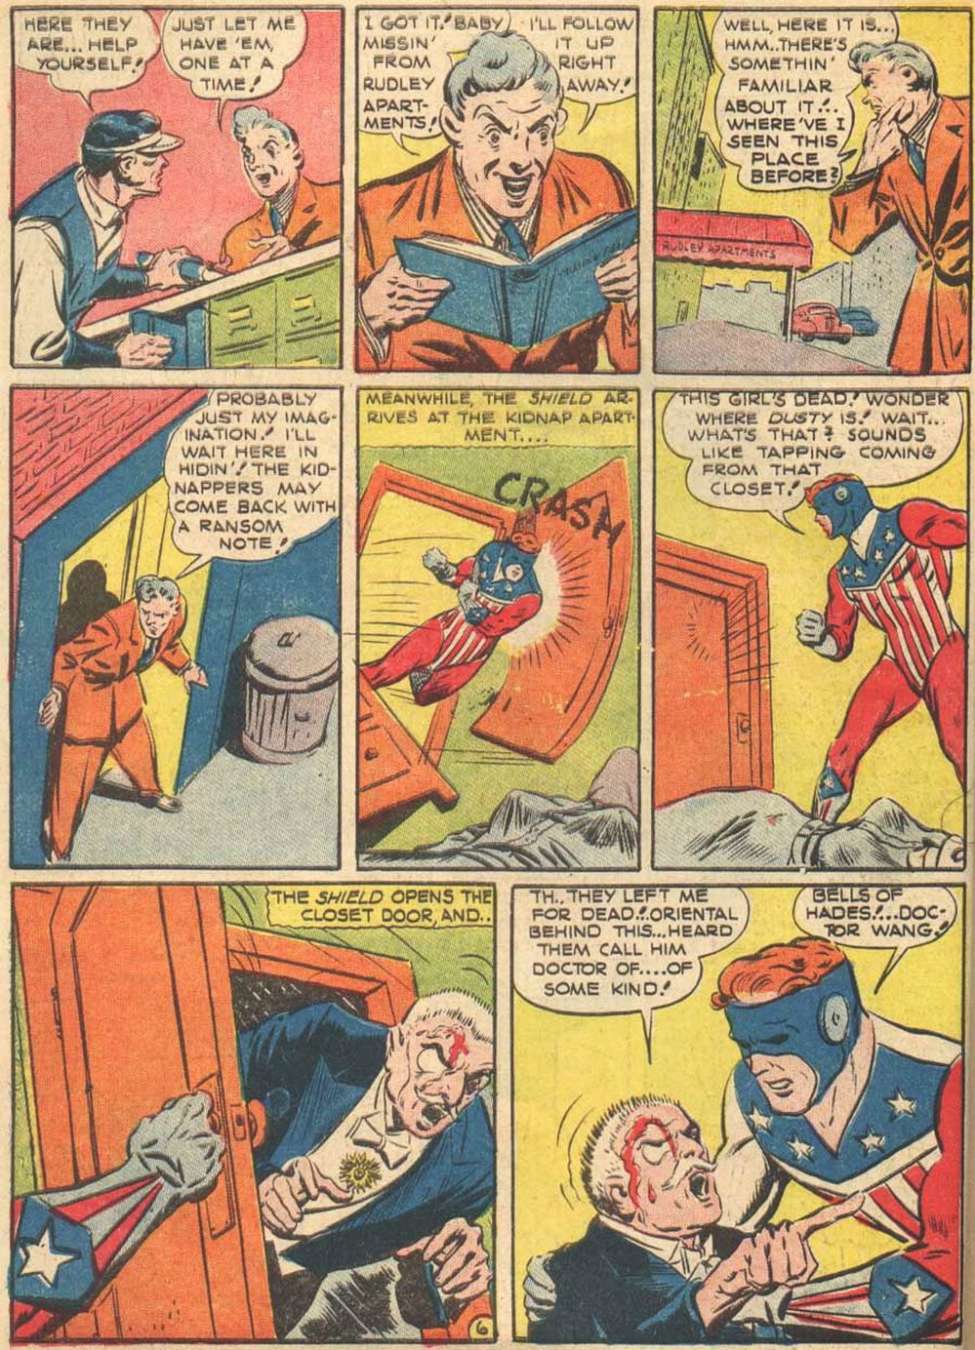 HERE THEY
ARE... HELP
YOURSELF!
JUST LET ME
HAVE 'EM,
ONE AT A
TIME!
I GOT IT! BABY
MISSIN'
FROM
RUDLEY
APART-
MENTS!
I'LL FOLLOW
IT UP
RIGHT
AWAY!
WELL, HERE IT IS...
HMM..THERE'S
SOMETHIN'
FAMILIAR
ABOUT IT!..
WHERE'VE I
SEEN THIS
PLACE
BEFORE?
RUDLEY APARTMENTS
PROBABLY
JUST MY IMAG-
INATION! I'LL
WAIT HERE IN
HIDIN'! THE KID-
NAPPERS MAY
COME BACK WITH
A RANSOM
NOTE!
MEANWHILE, THE SHIELD AR-
RIVES AT THE KIDNAP APART-
MENT....
CRASH
THIS GIRL'S DEAD! WONDER
WHERE DUSTY IS! WAIT...
WHAT'S THAT? SOUNDS
LIKE TAPPING COMING
FROM THAT
CLOSET!
THE SHIELD OPENS THE
CLOSET DOOR, AND..
6
TH., THEY LEFT ME
FOR DEAD!.ORIENTAL
BEHIND THIS...HEARD
THEM CALL HIM
DOCTOR OF....OF
SOME KIND!
BELLS OF
HADES!...DOC-
TOR WANG!